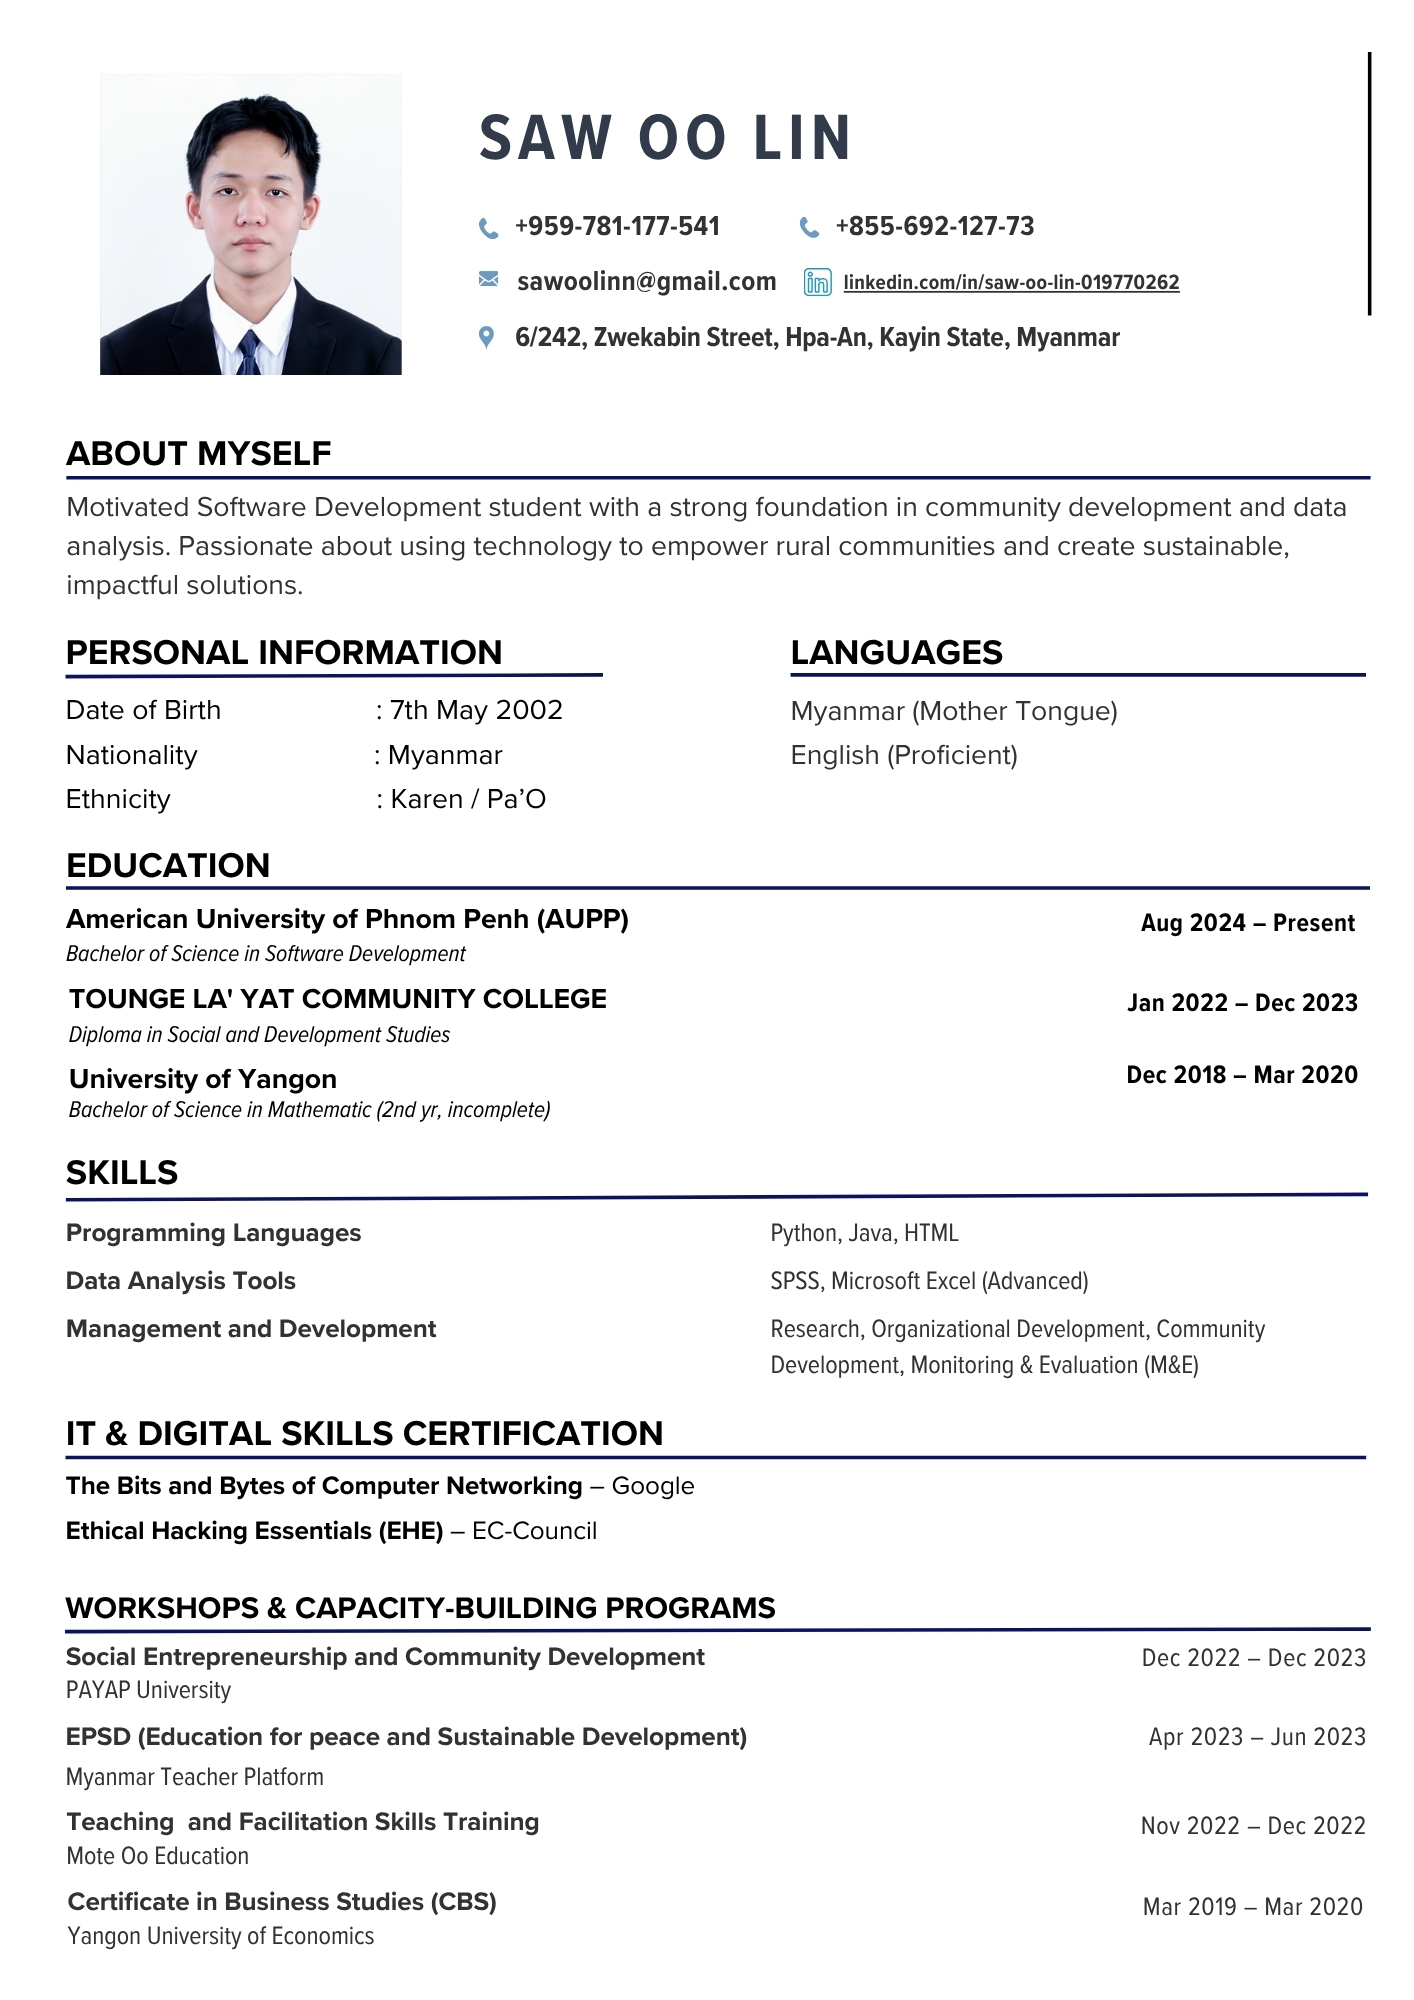 SAW OO LIN
+959-781-177-541 +855-692-127-73
sawoolinn@gmail.com linkedin.com/in/saw-oo-lin-019770262
6/242, Zwekabin Street, Hpa-An, Kayin State, Myanmar
ABOUT MYSELF
Motivated Software Development student with a strong foundation in community development and data
analysis. Passionate about using technology to empower rural communities and create sustainable,
impactful solutions.
PERSONAL INFORMATION
Date of Birth : 7th May 2002
Nationality : Myanmar
Ethnicity : Karen / Pa’O
LANGUAGES
Myanmar (Mother Tongue)
English (Proficient)
EDUCATION
American University of Phnom Penh (AUPP) Aug 2024 – Present
Bachelor of Science in Software Development
TOUNGE LA' YAT COMMUNITY COLLEGE Jan 2022 – Dec 2023
Diploma in Social and Development Studies
University of Yangon Dec 2018 – Mar 2020
Bachelor of Science in Mathematic (2nd yr, incomplete)
SKILLS
Programming Languages Python, Java, HTML
Data Analysis Tools SPSS, Microsoft Excel (Advanced)
Management and Development Research, Organizational Development, Community
Development, Monitoring & Evaluation (M&E)
IT & DIGITAL SKILLS CERTIFICATION
The Bits and Bytes of Computer Networking – Google
Ethical Hacking Essentials (EHE) – EC-Council
WORKSHOPS & CAPACITY-BUILDING PROGRAMS
Social Entrepreneurship and Community Development Dec 2022 – Dec 2023
PAYAP University
EPSD (Education for peace and Sustainable Development) Apr 2023 – Jun 2023
Myanmar Teacher Platform
Teaching  and Facilitation Skills Training Nov 2022 – Dec 2022
Mote Oo Education
Certificate in Business Studies (CBS) Mar 2019 – Mar 2020
Yangon University of Economics